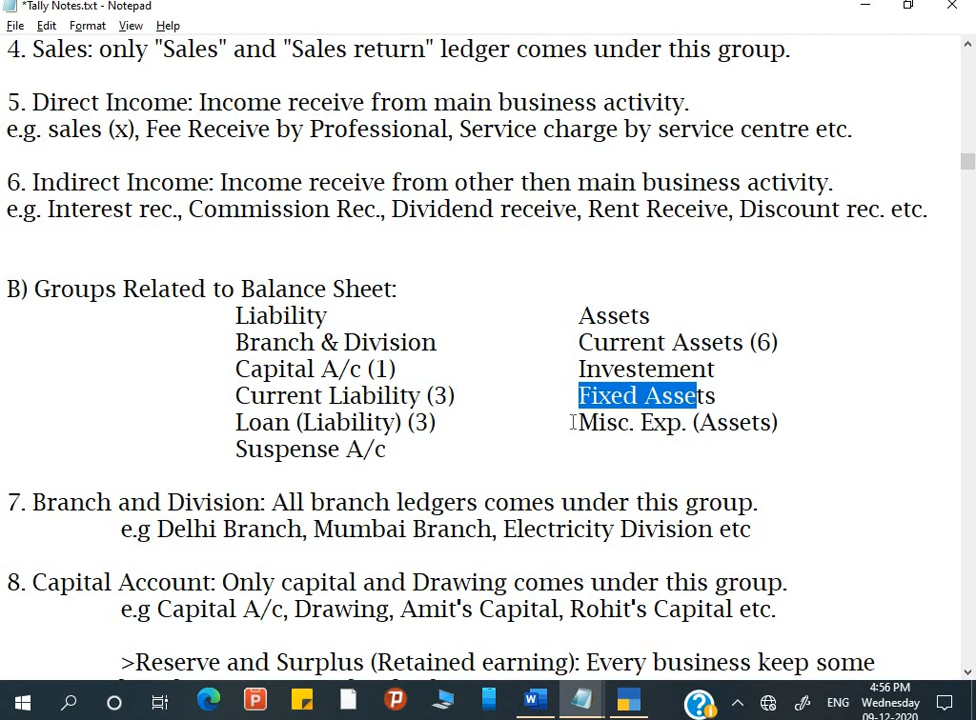 *Tally Notes.txt - Notepad
File Edit Format View Help
4. Sales: only "Sales" and "Sales return" ledger comes under this group.
5. Direct Income: Income receive from main business activity.
e.g. sales (x), Fee Receive by Professional, Service charge by service centre etc.
6. Indirect Income: Income receive from other then main business activity.
e.g. Interest rec., Commission Rec., Dividend receive, Rent Receive, Discount rec. etc.
B) Groups Related to Balance Sheet:
Liability Assets
Branch & Division Current Assets (6)
Capital A/c (1) Investement
Current Liability (3) Fixed Assets
Loan (Liability) (3) Misc. Exp. (Assets)
Suspense A/c
7. Branch and Division: All branch ledgers comes under this group.
e.g Delhi Branch, Mumbai Branch, Electricity Division etc
8. Capital Account: Only capital and Drawing comes under this group.
e.g Capital A/c, Drawing, Amit's Capital, Rohit's Capital etc.
>Reserve and Surplus (Retained earning): Every business keep some
ENG
4:56 PM
Wednesday
09-12-2020